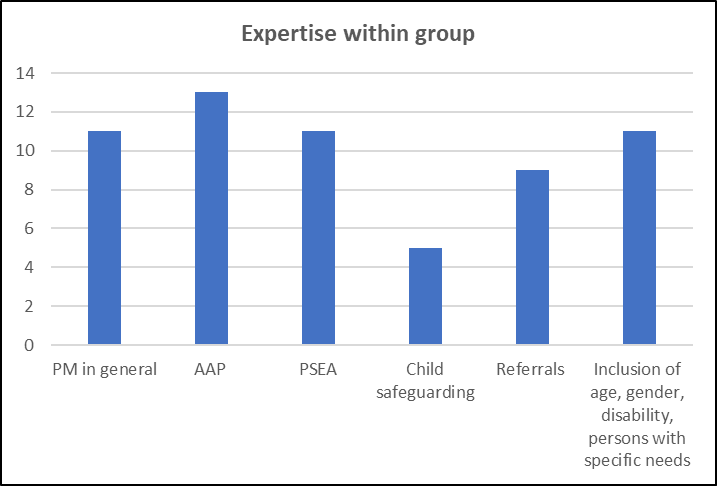 Expertise within group
14
12
10
8
6
4
2
0
PM in general
AAP
PSEA
Child
safeguarding
Referrals
Inclusion of
age, gender,
disability,
persons with
specific needs